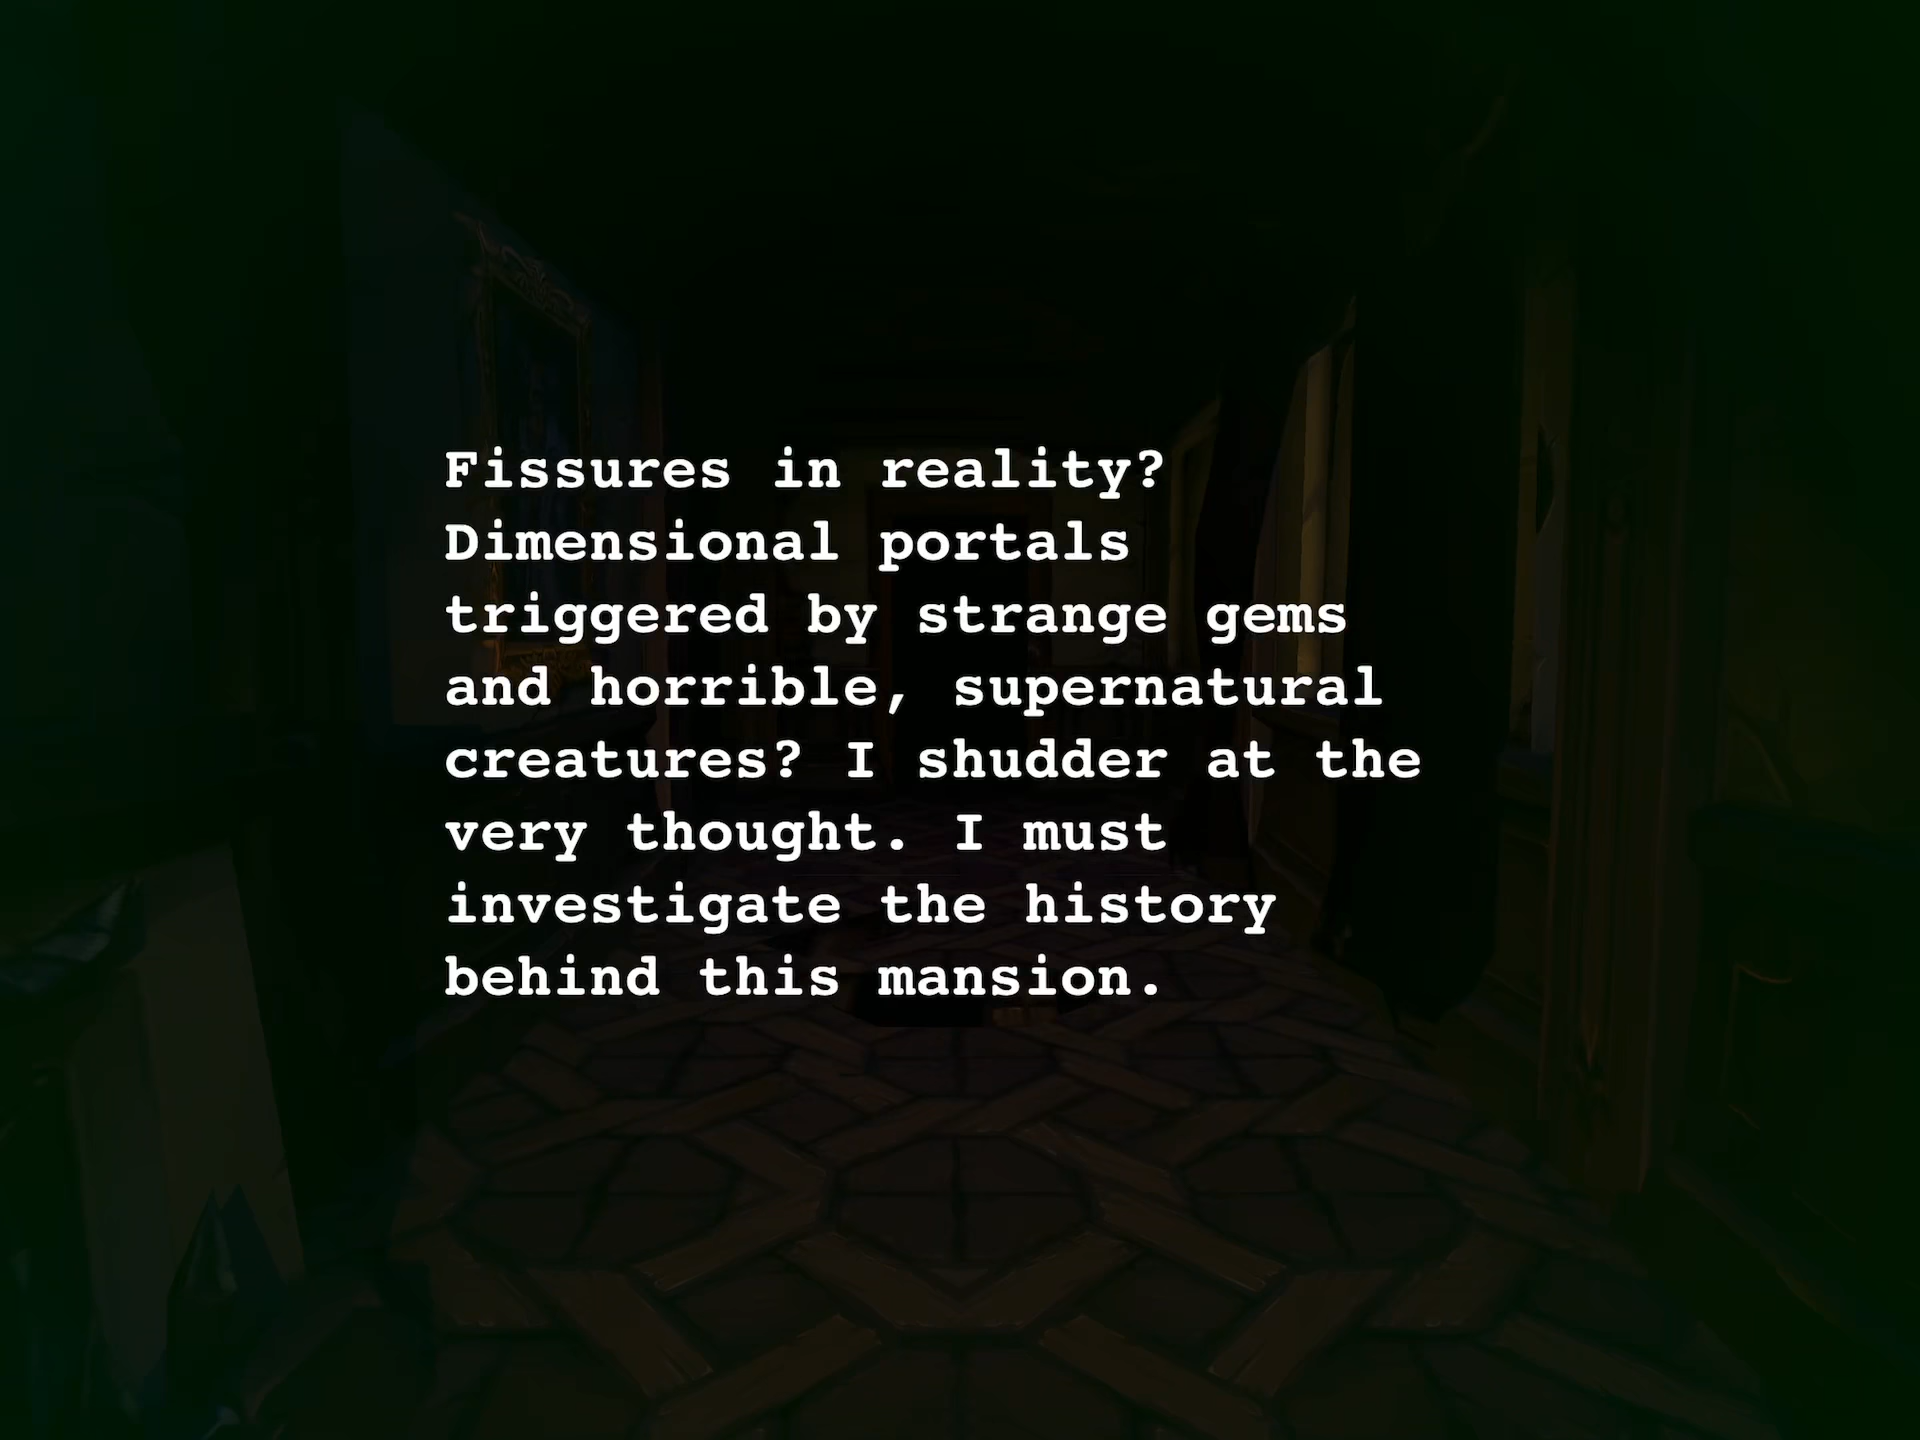 Fissures in reality?
Dimensional portals
triggered by strange gems
and horrible, supernatural
creatures? I shudder at the
very thought. I must
investigate the history
behind this mansion.